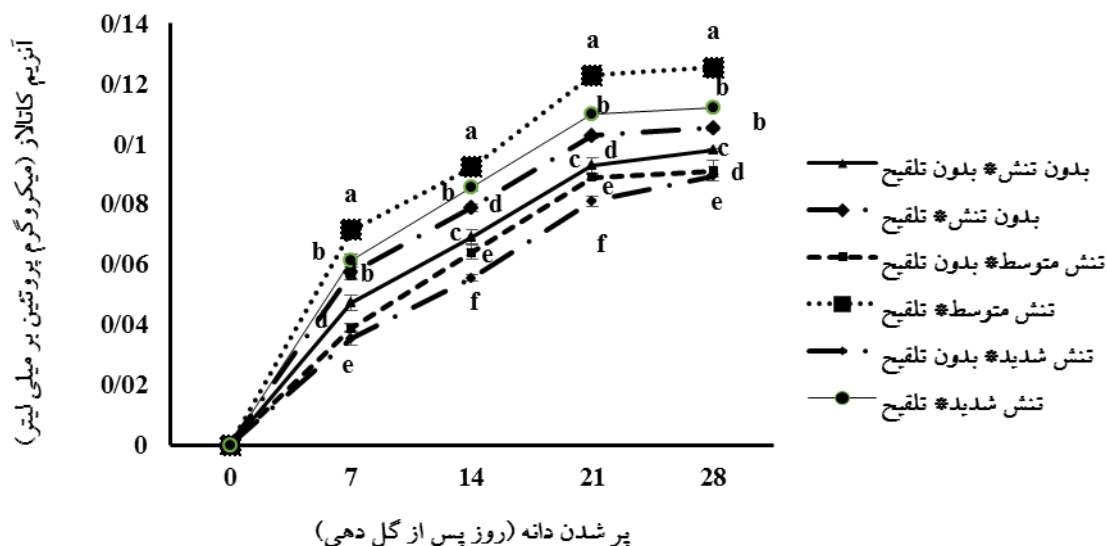 آنزیم کاتالاز (میکروگرم پروتئین بر میلی لیتر)
0/14
0/12
0/1
0/08
0/06
0/04
0/02
0
a
a
b
b
b
a
c
d
c
d
e
b
d
e
a
c
f
e
b
b
d
f
e
0 7 14 21 28
پر شدن دانه (روز پس از گل دهی)
بدون تنش* بدون تلقیح
بدون تنش* تلقیح
تنش متوسط* بدون تلقیح
تنش متوسط* تلقیح
تنش شدید* بدون تلقیح
تنش شدید* تلقیح